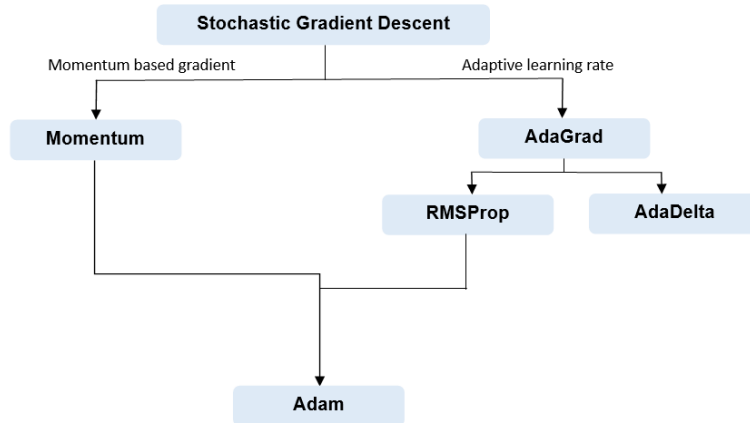 Stochastic Gradient Descent
Momentum based gradient
Adaptive learning rate
Momentum
AdaGrad
RMSProp
AdaDelta
Adam